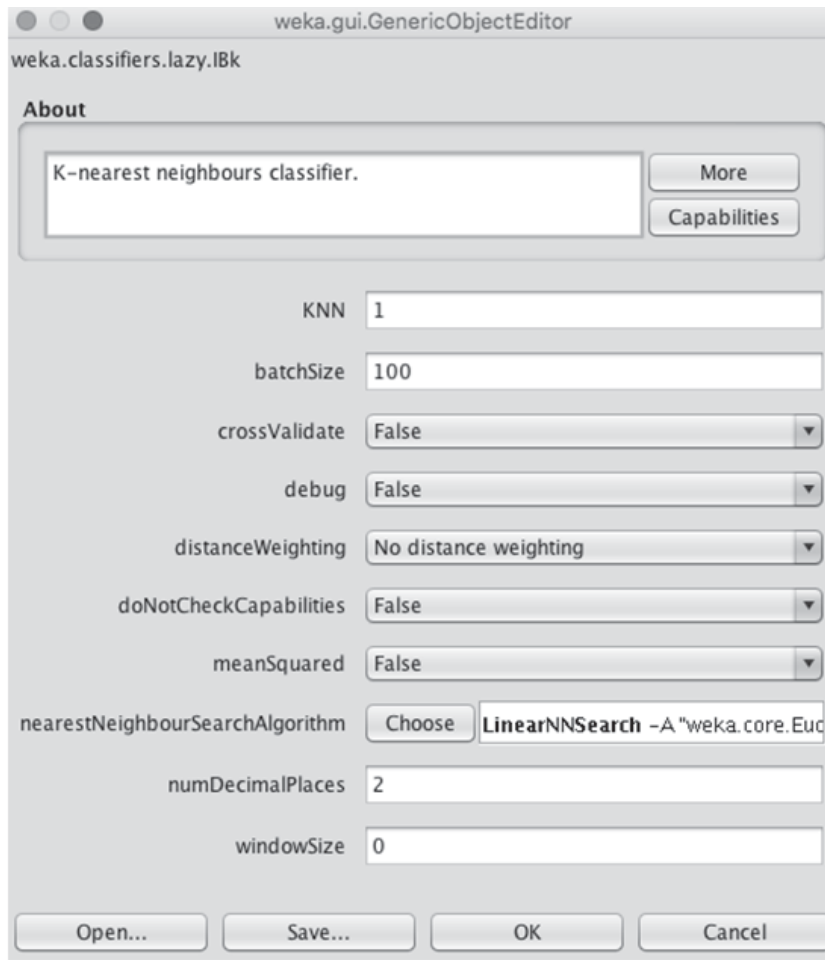 weka.gui.GenericObjectEditor
weka.classifiers.lazy.IBk
About
K-nearest neighbours classifier.
More
Capabilities
KNN 1
batchSize 100
crossValidate False
debug False
distanceWeighting No distance weighting
doNotCheckCapabilities False
meanSquared False
nearestNeighbourSearchAlgorithm Choose LinearNNSearch -A "weka.core.Euc
numDecimalPlaces 2
windowSize 0
Open... Save... OK Cancel